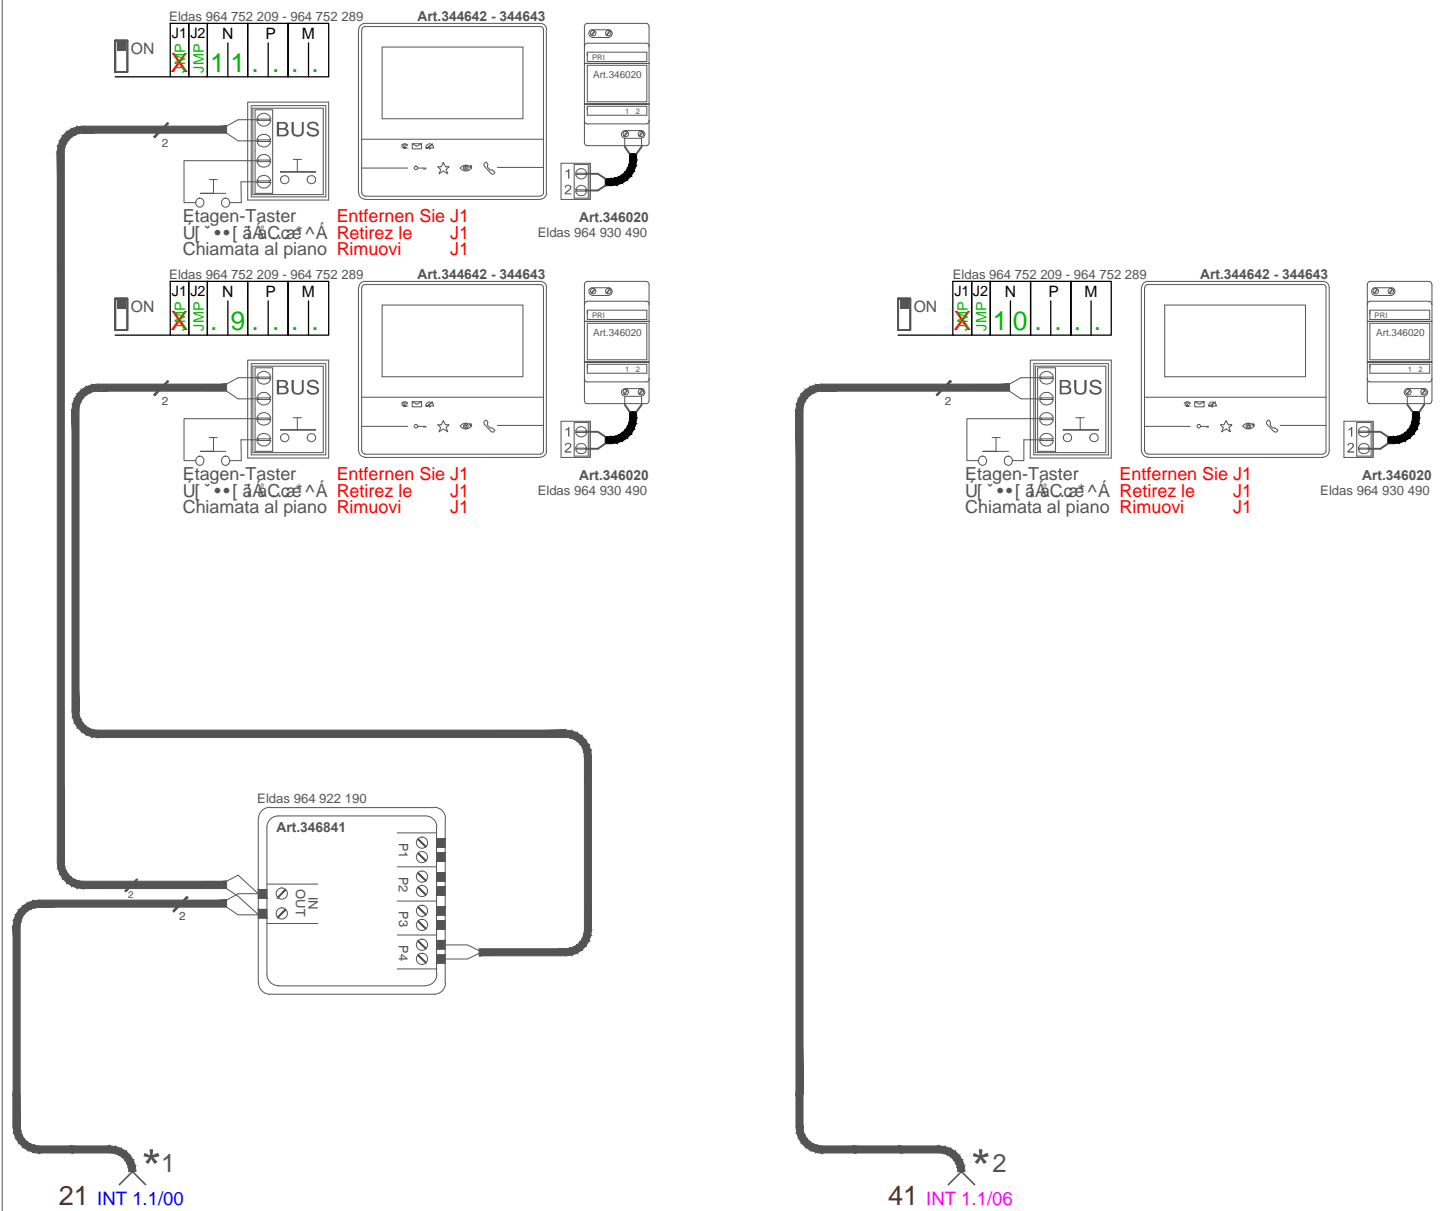 Eldas 964 752 209 - 964 752 289
Art.344642 - 344643
ON
J1 J2 N P M
JMP JMP 1 1 . . . .
PRI
Art.346020
1 2
BUS
2
1
2
Etagen-Taster
Chiamata al piano
Entfernen Sie J1
Retirez le J1
Rimuovi J1
Art.346020
Eldas 964 930 490
Eldas 964 752 209 - 964 752 289
Art.344642 - 344643
ON
J1 J2 N P M
JMP JMP . 9 . . . .
PRI
Art.346020
1 2
BUS
2
1
2
Etagen-Taster
Chiamata al piano
Entfernen Sie J1
Retirez le J1
Rimuovi J1
Art.346020
Eldas 964 930 490
Eldas 964 752 209 - 964 752 289
Art.344642 - 344643
ON
J1 J2 N P M
JMP JMP 1 0 . . . .
PRI
Art.346020
1 2
BUS
2
1
2
Etagen-Taster
Chiamata al piano
Entfernen Sie J1
Retirez le J1
Rimuovi J1
Art.346020
Eldas 964 930 490
Eldas 964 922 190
Art.346841
P1
P2
P3
P4
IN
OUT
2
2
*1
21 INT 1.1/00
*2
41 INT 1.1/06